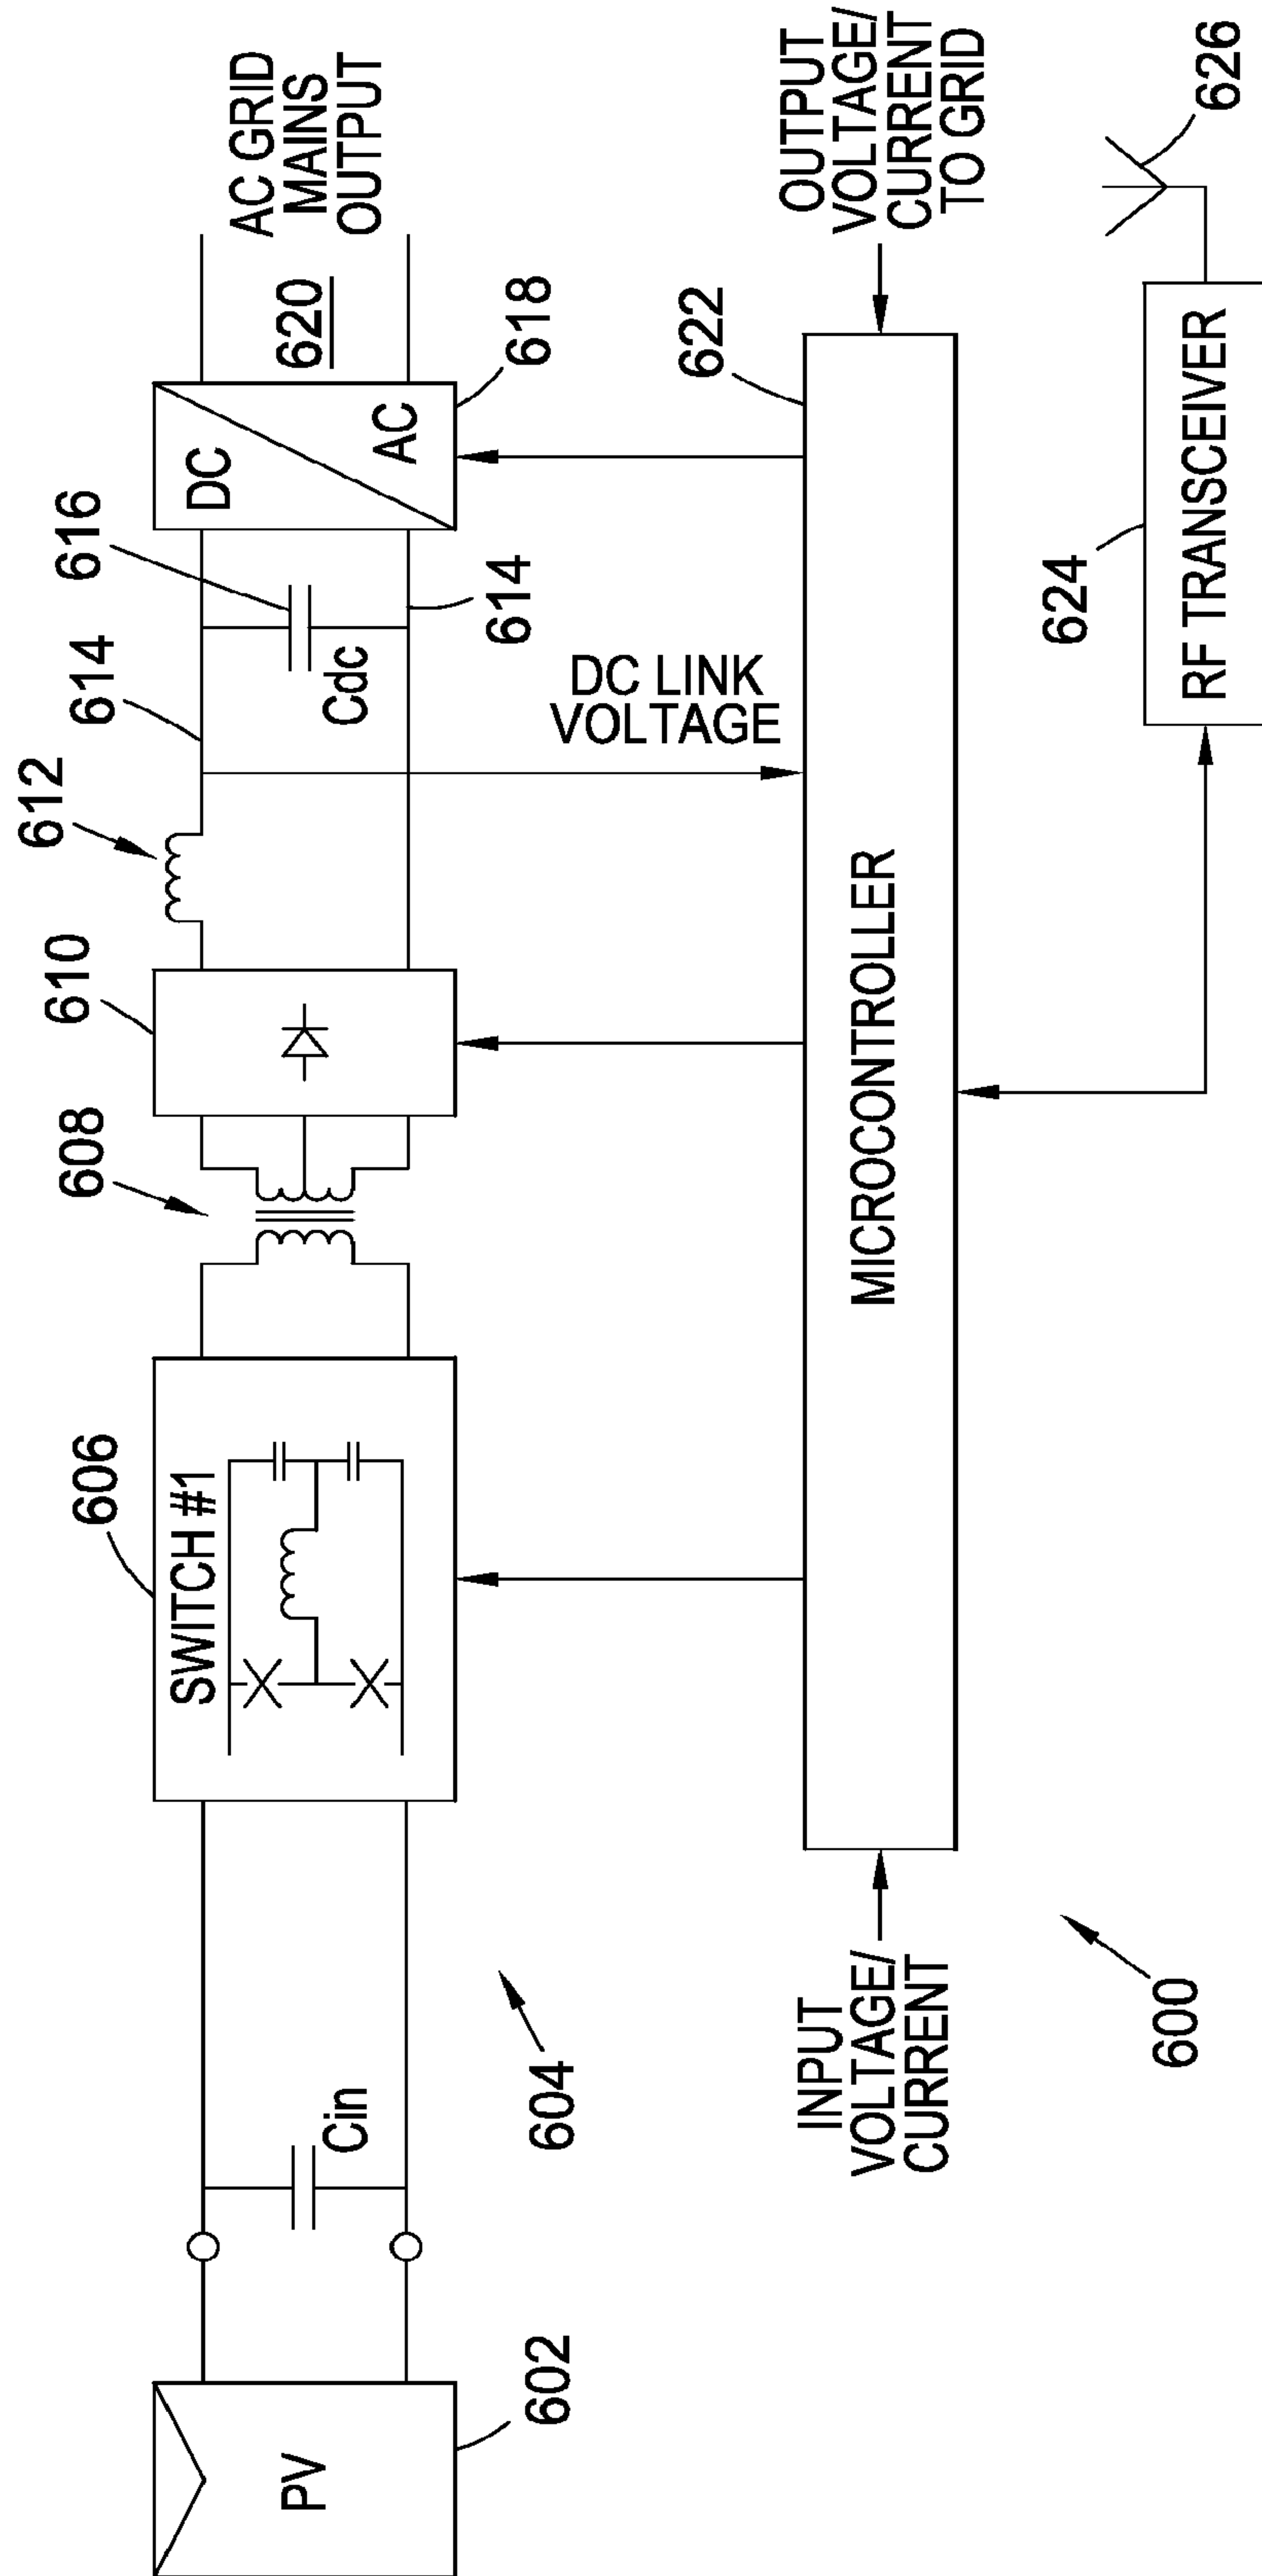 PV
602
Cin
604
SWITCH #1
606
608
610
612
614
616
Cdc
614
DC
AC
618
620
AC GRID
MAINS
OUTPUT
DC LINK
VOLTAGE
INPUT
VOLTAGE/
CURRENT
MICROCONTROLLER
622
OUTPUT
VOLTAGE/
CURRENT
TO GRID
600
RF TRANSCEIVER
624
626